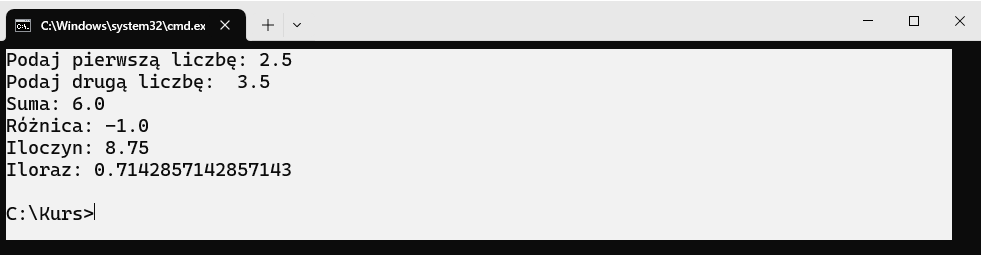 C:\Windows\system32\cmd.ex
Podaj pierwszą liczbę: 2.5
Podaj drugą liczbę:  3.5
Suma: 6.0
Różnica: -1.0
Iloczyn: 8.75
Iloraz: 0.7142857142857143
C:\Kurs>